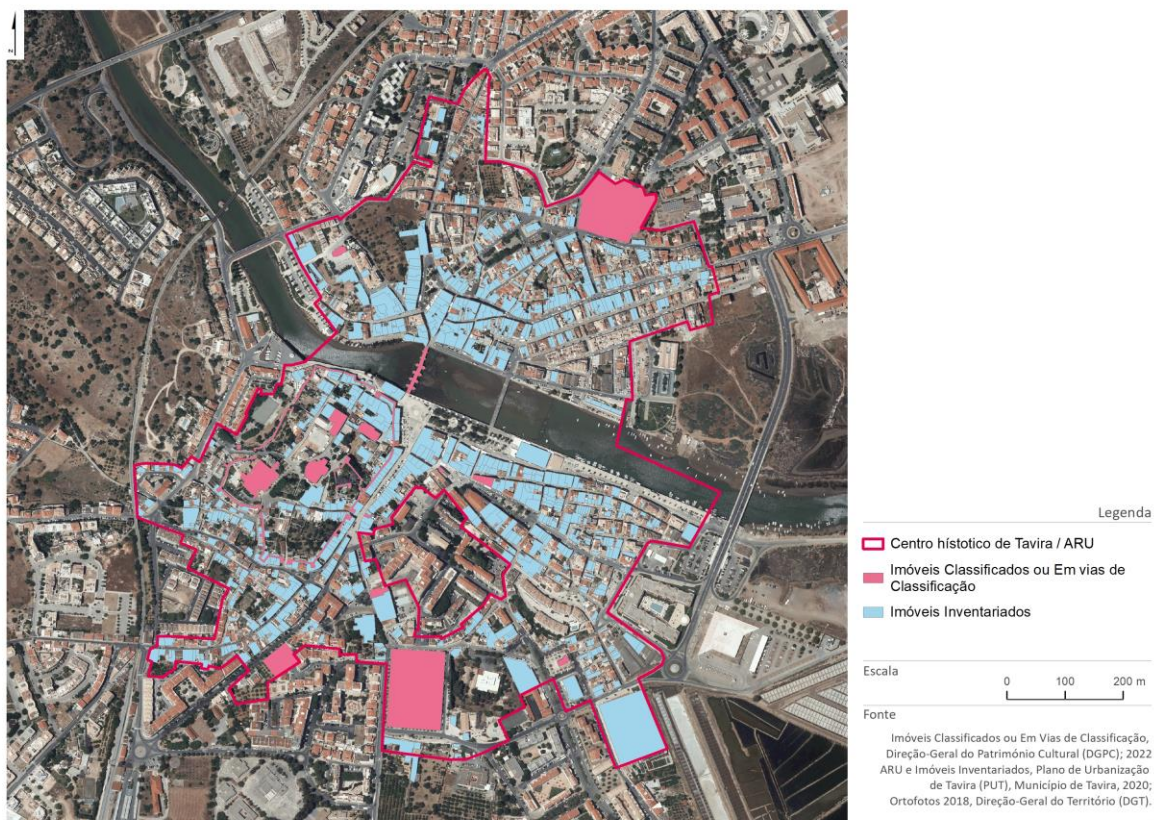 Legenda
Centro hístotico de Tavira / ARU
Imóveis Classificados ou Em vias de
Classificação
Imóveis Inventariados
Escala
0 100 200 m
Fonte
Imóveis Classificados ou Em Vias de Classificação,
Direção-Geral do Património Cultural (DGPC); 2022
ARU e Imóveis Inventariados, Plano de Urbanização
de Tavira (PUT), Município de Tavira, 2020;
Ortofotos 2018, Direção-Geral do Território (DGT).